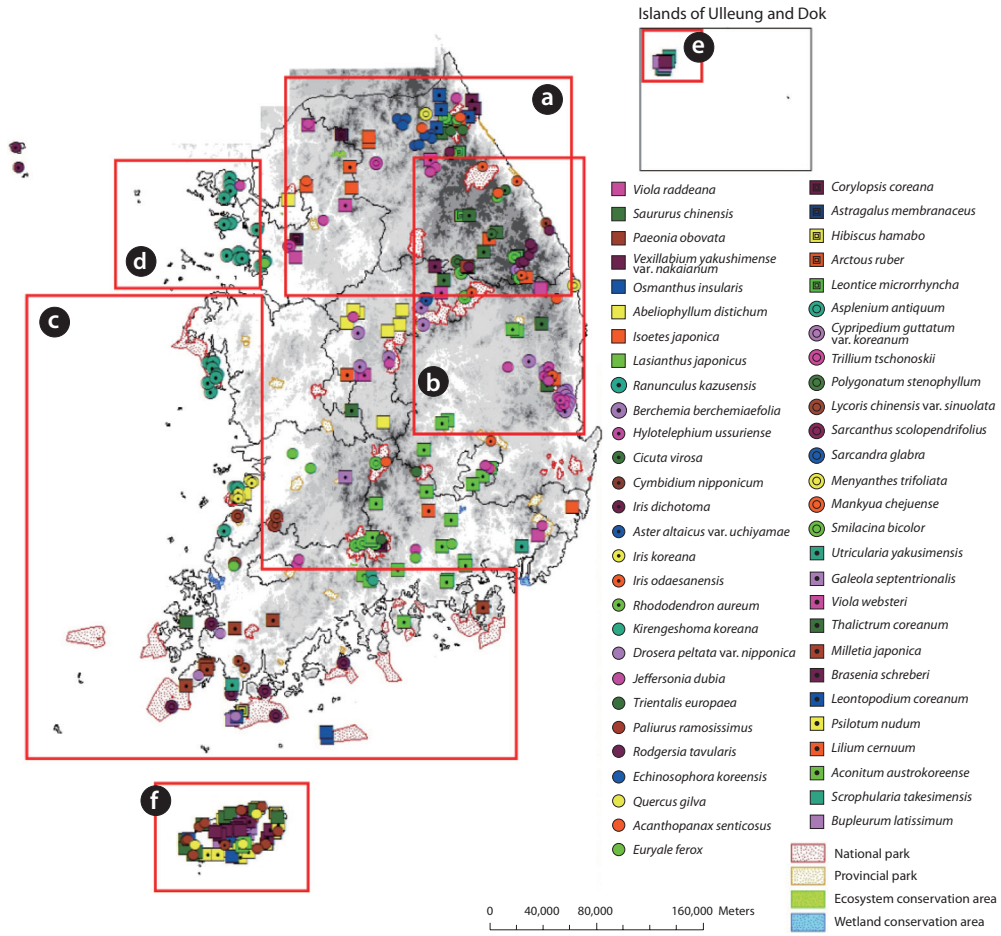 Islands of Ulleung and Dok
e
a
d
c
b
f
Viola raddeana
Saururus chinensis
Paeonia obovata
Vexillabium yakushimense
var. nakaianum
Osmanthus insularis
Abeliophyllum distichum
Isoetes japonica
Lasianthus japonicus
Ranunculus kazusensis
Berchemia berchemiaefolia
Hylotelephium ussuriense
Cicuta virosa
Cymbidium nipponicum
Iris dichotoma
Aster altaicus var. uchiyamae
Iris koreana
Iris odaesanensis
Rhododendron aureum
Kirengeshoma koreana
Drosera peltata var. nipponica
Jeffersonia dubia
Trientalis europaea
Paliurus ramosissimus
Rodgersia tavularis
Echinosophora koreensis
Quercus gilva
Acanthopanax senticosus
Euryale ferox
Corylopsis coreana
Astragalus membranaceus
Hibiscus hamabo
Arctous ruber
Leontice microrrhyncha
Asplenium antiquum
Cypripedium guttatum
var. koreanum
Trillium tschonoskii
Polygonatum stenophyllum
Lycoris chinensis var. sinuolata
Sarcanthus scolopendrifolius
Sarcandra glabra
Menyanthes trifoliata
Mankyua chejuense
Smilacina bicolor
Utricularia yakusimensis
Galeola septentrionalis
Viola websteri
Thalictrum coreanum
Milletia japonica
Brasenia schreberi
Leontopodium coreanum
Psilotum nudum
Lilium cernuum
Aconitum austrokoreense
Scrophularia takesimensis
Bupleurum latissimum
National park
Provincial park
Ecosystem conservation area
Wetland conservation area
0 40,000 80,000 160,000 Meters